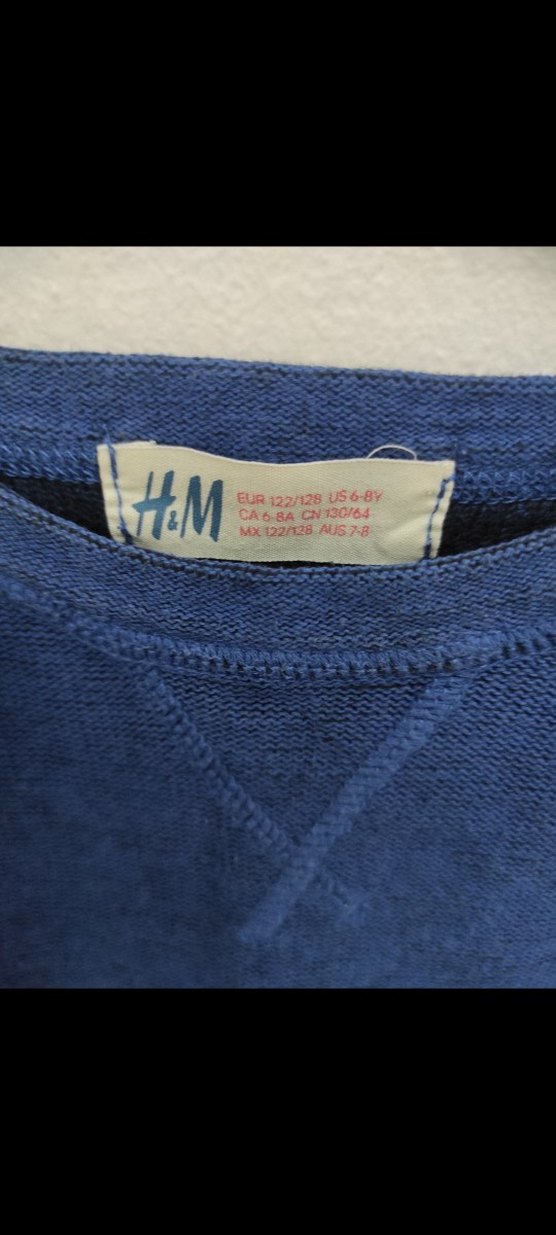 H&M
EUR 122/128 US 6-8Y
CA 6-8A CN 130/64
MX 122/128 AUS 7-8